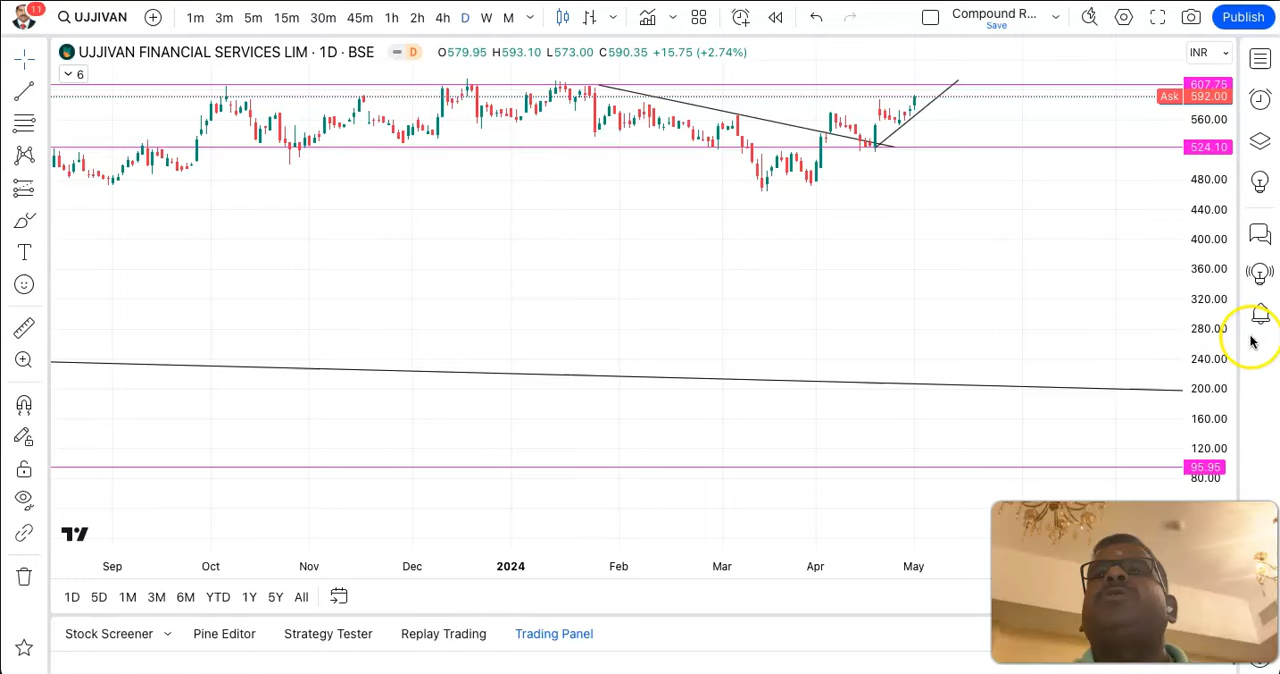 11 UJJIVAN 1m 3m 5m 15m 30m 45m 1h 2h 4h D W M Compound R... Save Publish
UJJIVAN FINANCIAL SERVICES LIM · 1D · BSE D O579.95 H593.10 L573.00 C590.35 +15.75 (+2.74%) INR
6
607.75
Ask 592.00
560.00
524.10
480.00
440.00
400.00
360.00
320.00
280.00
240.00
200.00
160.00
120.00
95.95
80.00
Sep Oct Nov Dec 2024 Feb Mar Apr May
1D 5D 1M 3M 6M YTD 1Y 5Y All
Stock Screener Pine Editor Strategy Tester Replay Trading Trading Panel